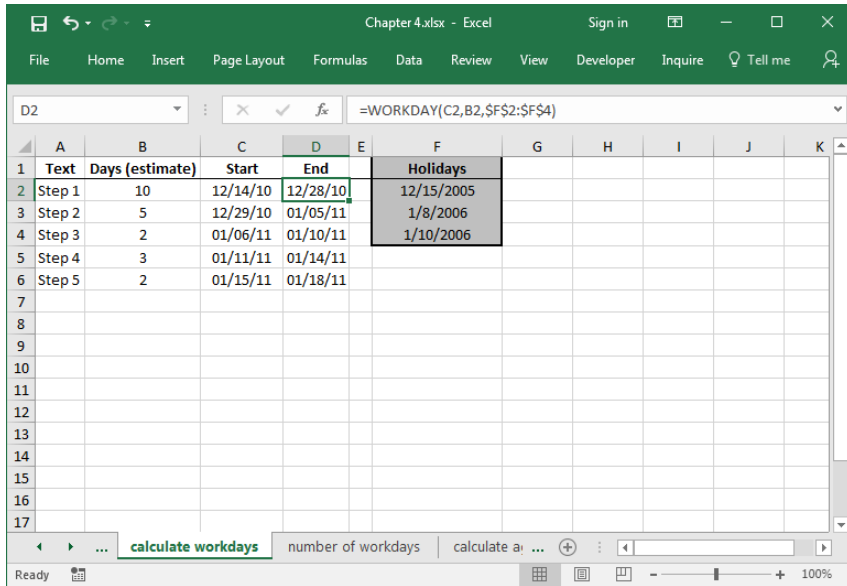 Chapter 4.xlsx - Excel Sign in
File Home Insert Page Layout Formulas Data Review View Developer Inquire Tell me
D2 fx =WORKDAY(C2,B2,$F$2:$F$4)
A B C D E F G H I J K
1 Text Days (estimate) Start End Holidays
2 Step 1 10 12/14/10 12/28/10 12/15/2005
3 Step 2 5 12/29/10 01/05/11 1/8/2006
4 Step 3 2 01/06/11 01/10/11 1/10/2006
5 Step 4 3 01/11/11 01/14/11
6 Step 5 2 01/15/11 01/18/11
7
8
9
10
11
12
13
14
15
16
17
... calculate workdays number of workdays calculate a ...
Ready 100%